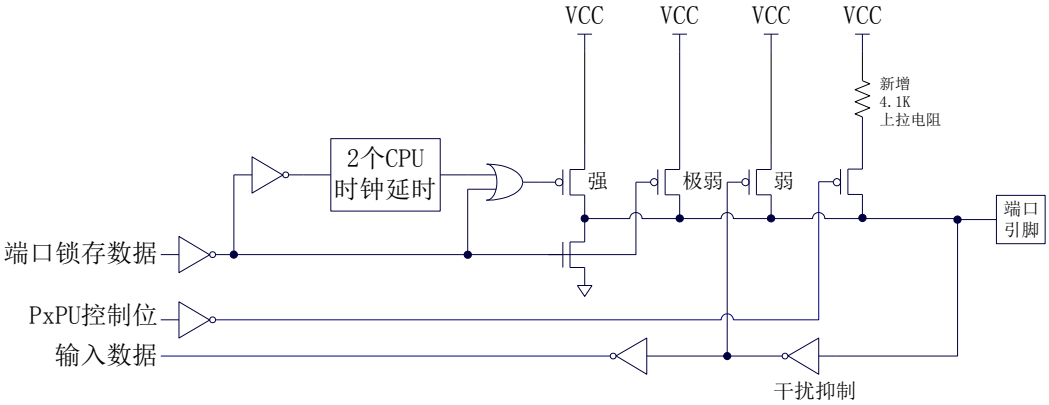 VCC
VCC
VCC
VCC
新增
4.1K
上拉电阻
2个CPU
时钟延时
强
极弱
弱
端口
引脚
端口锁存数据
PxPU控制位
输入数据
干扰抑制